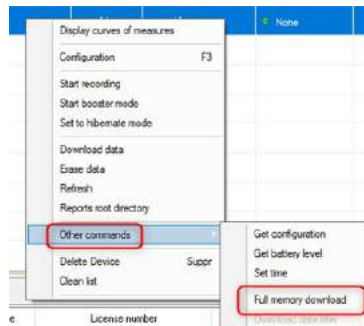 None
Display curves of measures
Configuration F3
Start recording
Start booster mode
Set to hibernate mode
Download data
Erase data
Refresh
Reports root directory
Other commands
Get configuration
Delete Device Suppr
Get battery level
Clean list
Set time
Full memory download
License number